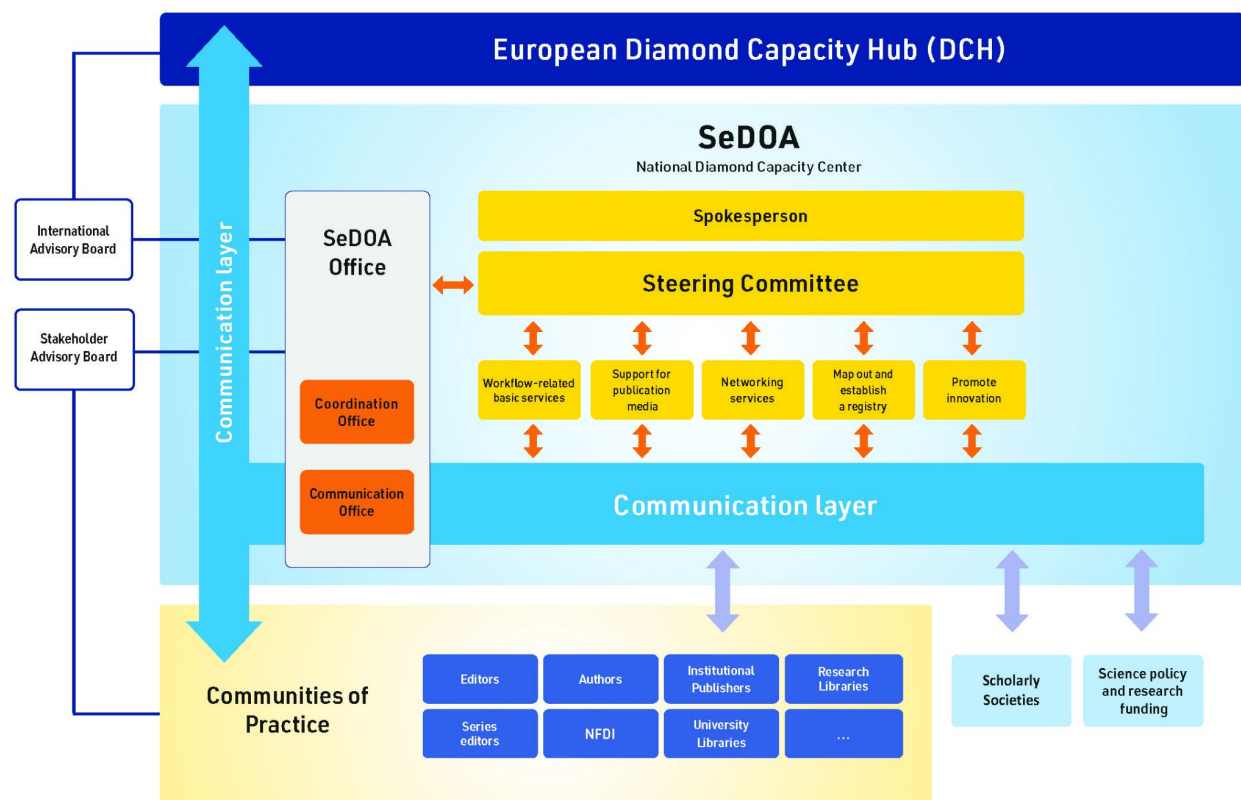 European Diamond Capacity Hub (DCH)
SeDOA
National Diamond Capacity Center
International
Advisory Board
Stakeholder
Advisory Board
Communication layer
SeDOA
Office
Coordination
Office
Communication
Office
Spokesperson
Steering Committee
Workflow-related
basic services
Support for
publication
media
Networking
services
Map out and
establish
a registry
Promote
innovation
Communication layer
Communities of
Practice
Editors
Authors
Institutional
Publishers
Research
Libraries
Series
editors
NFDI
University
Libraries
...
Scholarly
Societies
Science policy
and research
funding